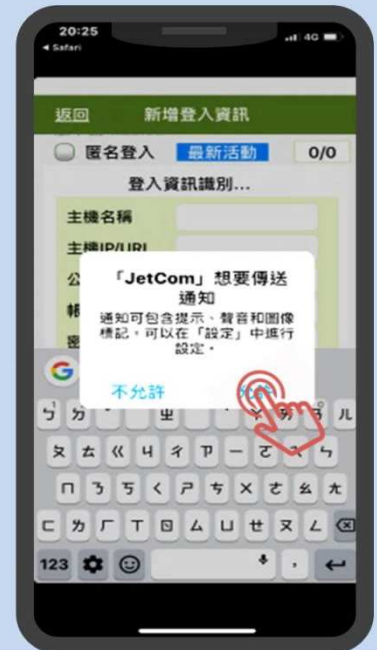 20:25
4G
◀ Safari
返回 新增登入資訊
匿名登入 最新活動 0/0
登入資訊識別...
主機名稱
主機IP/URL
公
帳
密
「JetCom」想要傳送
通知
通知可包含提示、聲音和圖像
標記。可以在「設定」中進行
設定。
不允許
G
ㄅ ㄉ ˇ ˋ ㄓ ˊ ˙ ㄚ ㄞ ㄢ ㄦ
ㄆ ㄊ ㄍ ㄐ ㄔ ㄗ ㄧ ㄛ ㄟ ㄣ
ㄇ ㄋ ㄎ ㄑ ㄕ ㄘ ㄨ ㄜ ㄠ ㄤ
ㄈ ㄌ ㄏ ㄒ ㄖ ㄙ ㄩ ㄝ ㄡ ㄥ
123 ，